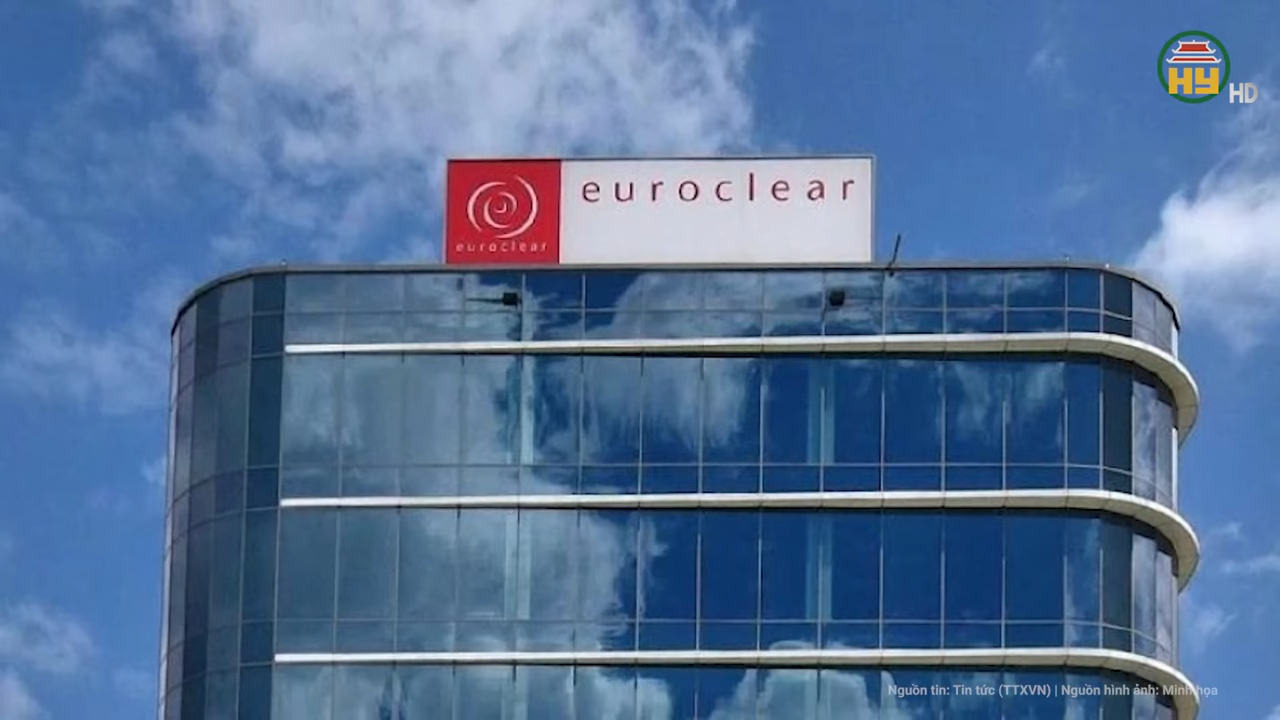 HY
HD
euroclear
euroclear
Nguồn tin: Tin tức (TTXVN) | Nguồn hình ảnh: Minh họa